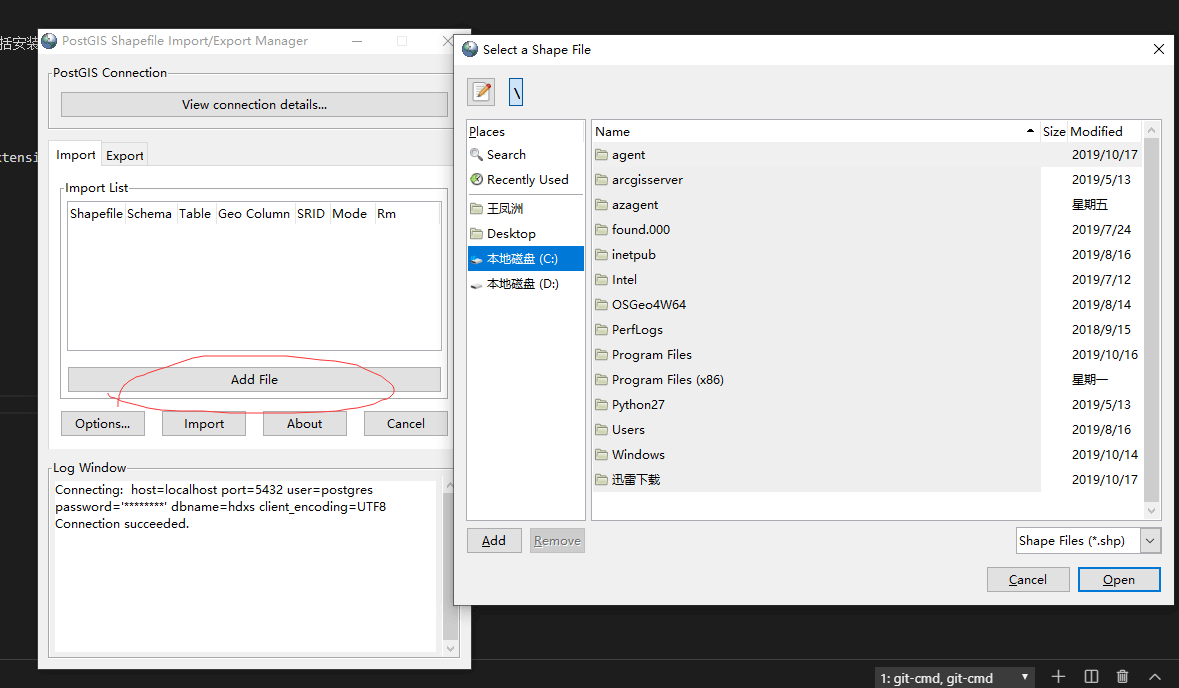 括安装
tensi
PostGIS Shapefile Import/Export Manager
PostGIS Connection
View connection details...
Import
Export
Import List
Shapefile Schema Table Geo Column SRID Mode Rm
Add File
Options...
Import
About
Cancel
Log Window
Connecting: host=localhost port=5432 user=postgres
password='********' dbname=hdxs client_encoding=UTF8
Connection succeeded.
Select a Shape File
\
Places
Search
Recently Used
王凤洲
Desktop
本地磁盘 (C:)
本地磁盘 (D:)
Name Size Modified
agent 2019/10/17
arcgisserver 2019/5/13
azagent 星期五
found.000 2019/7/24
inetpub 2019/8/16
Intel 2019/7/12
OSGeo4W64 2019/8/14
PerfLogs 2018/9/15
Program Files 2019/10/16
Program Files (x86) 星期一
Python27 2019/5/13
Users 2019/8/16
Windows 2019/10/14
迅雷下载 2019/10/17
Add
Remove
Shape Files (*.shp)
Cancel
Open
1: git-cmd, git-cmd